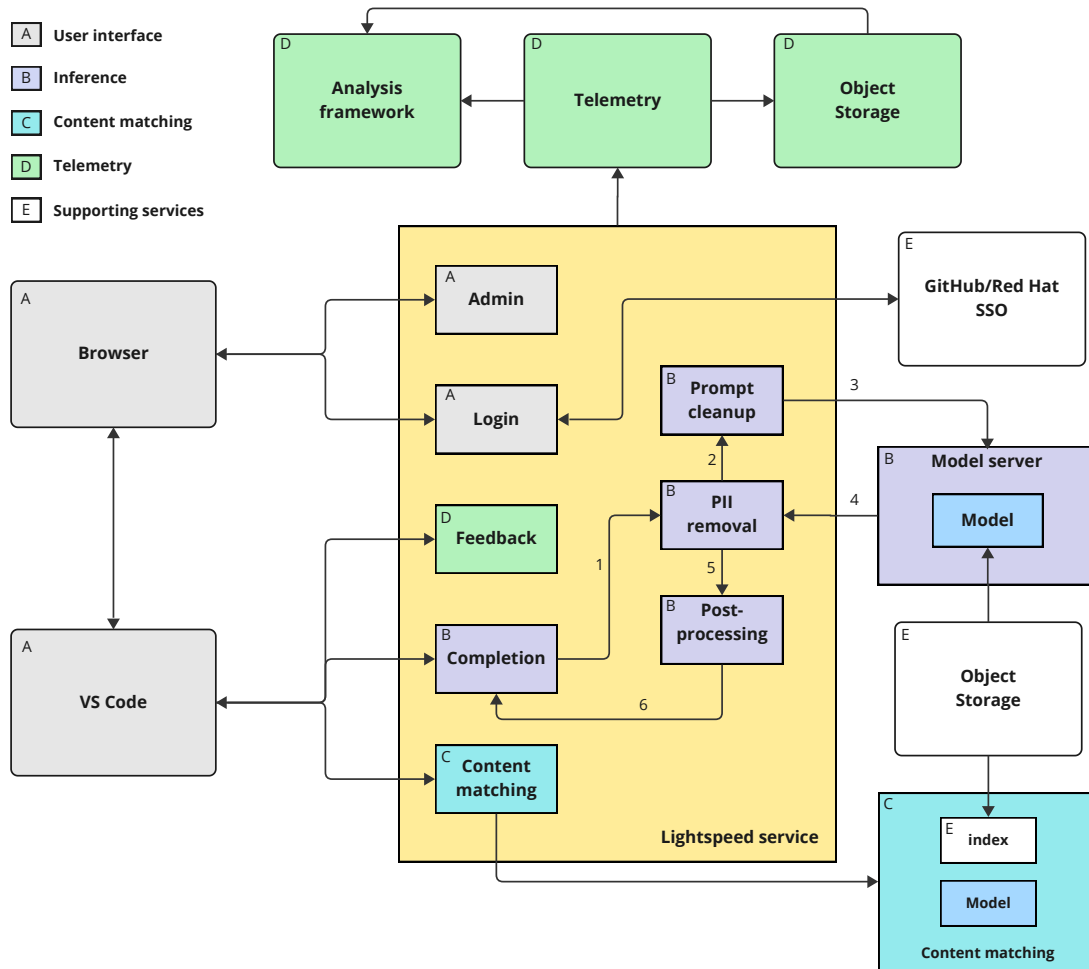 A User interface
B Inference
C Content matching
D Telemetry
E Supporting services
D
Analysis
framework
D
Telemetry
D
Object
Storage
E
GitHub/Red Hat
SSO
A
Browser
A
Admin
A
Login
B
Prompt
cleanup
3
2
B
Model server
Model
B
PII
removal
4
D
Feedback
1
5
B
Post-
processing
A
VS Code
B
Completion
6
E
Object
Storage
C
Content
matching
Lightspeed service
C
E
index
Model
Content matching